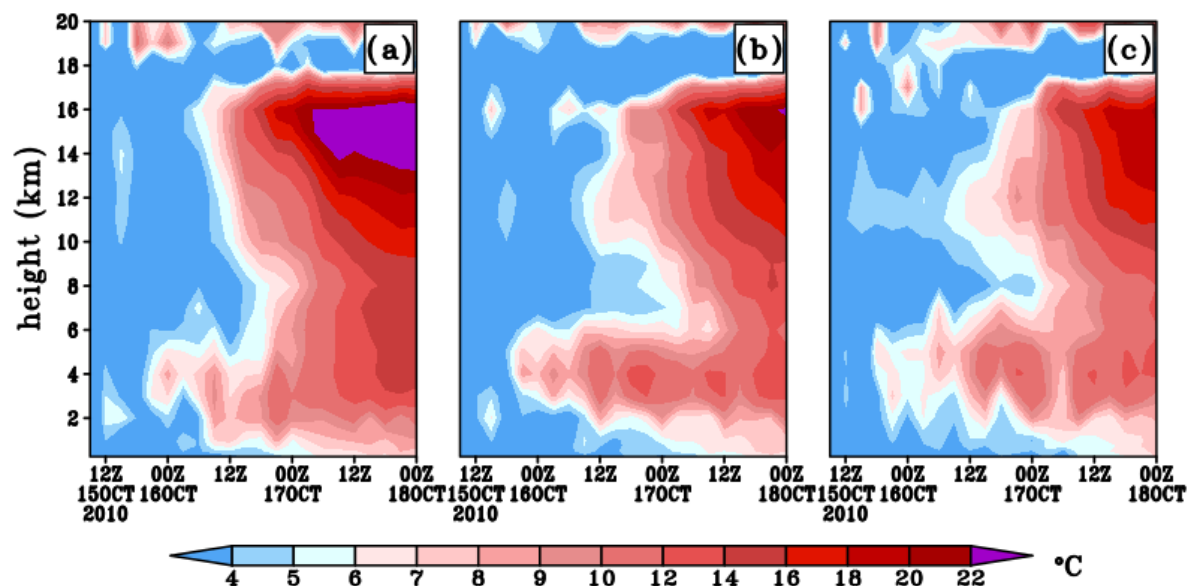 20
18
16
14
12
10
8
6
4
2
height (km)
(a) (b) (c)
12Z 00Z 12Z 00Z 12Z 00Z 12Z 00Z 12Z 00Z 12Z 00Z 12Z 00Z 12Z 00Z 12Z 00Z
15OCT 16OCT 17OCT 18OCT 15OCT 16OCT 17OCT 18OCT 15OCT 16OCT 17OCT 18OCT
2010 2010 2010
4 5 6 7 8 9 10 12 14 16 18 20 22 °C